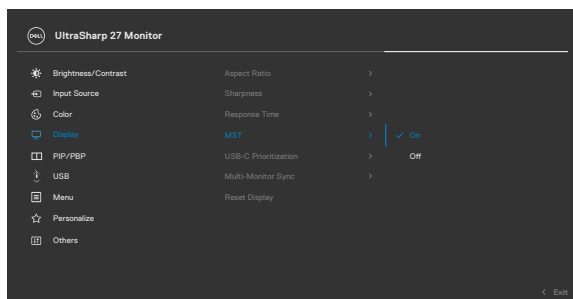 DELL UltraSharp 27 Monitor
Brightness/Contrast Aspect Ratio >
Input Source Sharpness >
Color Response Time >
Display MST > ✓ On
PIP/PBP USB-C Prioritization > Off
USB Multi-Monitor Sync >
Menu Reset Display
Personalize
Others
< Exit